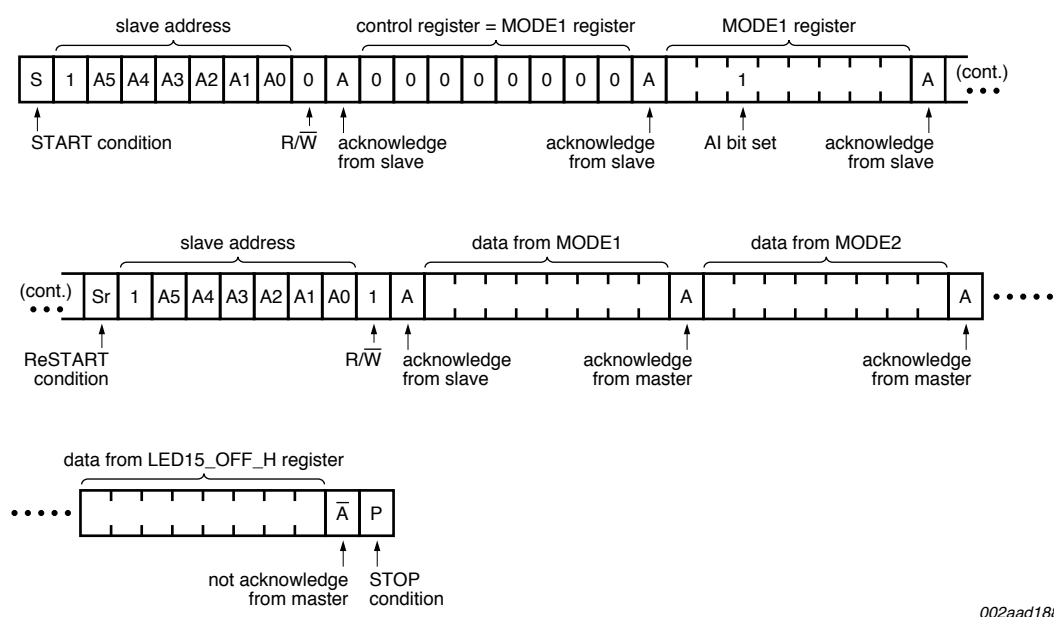 slave address control register = MODE1 register MODE1 register
S 1 A5 A4 A3 A2 A1 A0 0 A 0 0 0 0 0 0 0 0 A 1 A (cont.)
START condition R/W̅ acknowledge from slave acknowledge from slave AI bit set acknowledge from slave
slave address data from MODE1 data from MODE2
(cont.) Sr 1 A5 A4 A3 A2 A1 A0 1 A A A
ReSTART condition R/W̅ acknowledge from slave acknowledge from master acknowledge from master
data from LED15_OFF_H register
A̅ P
not acknowledge from master STOP condition